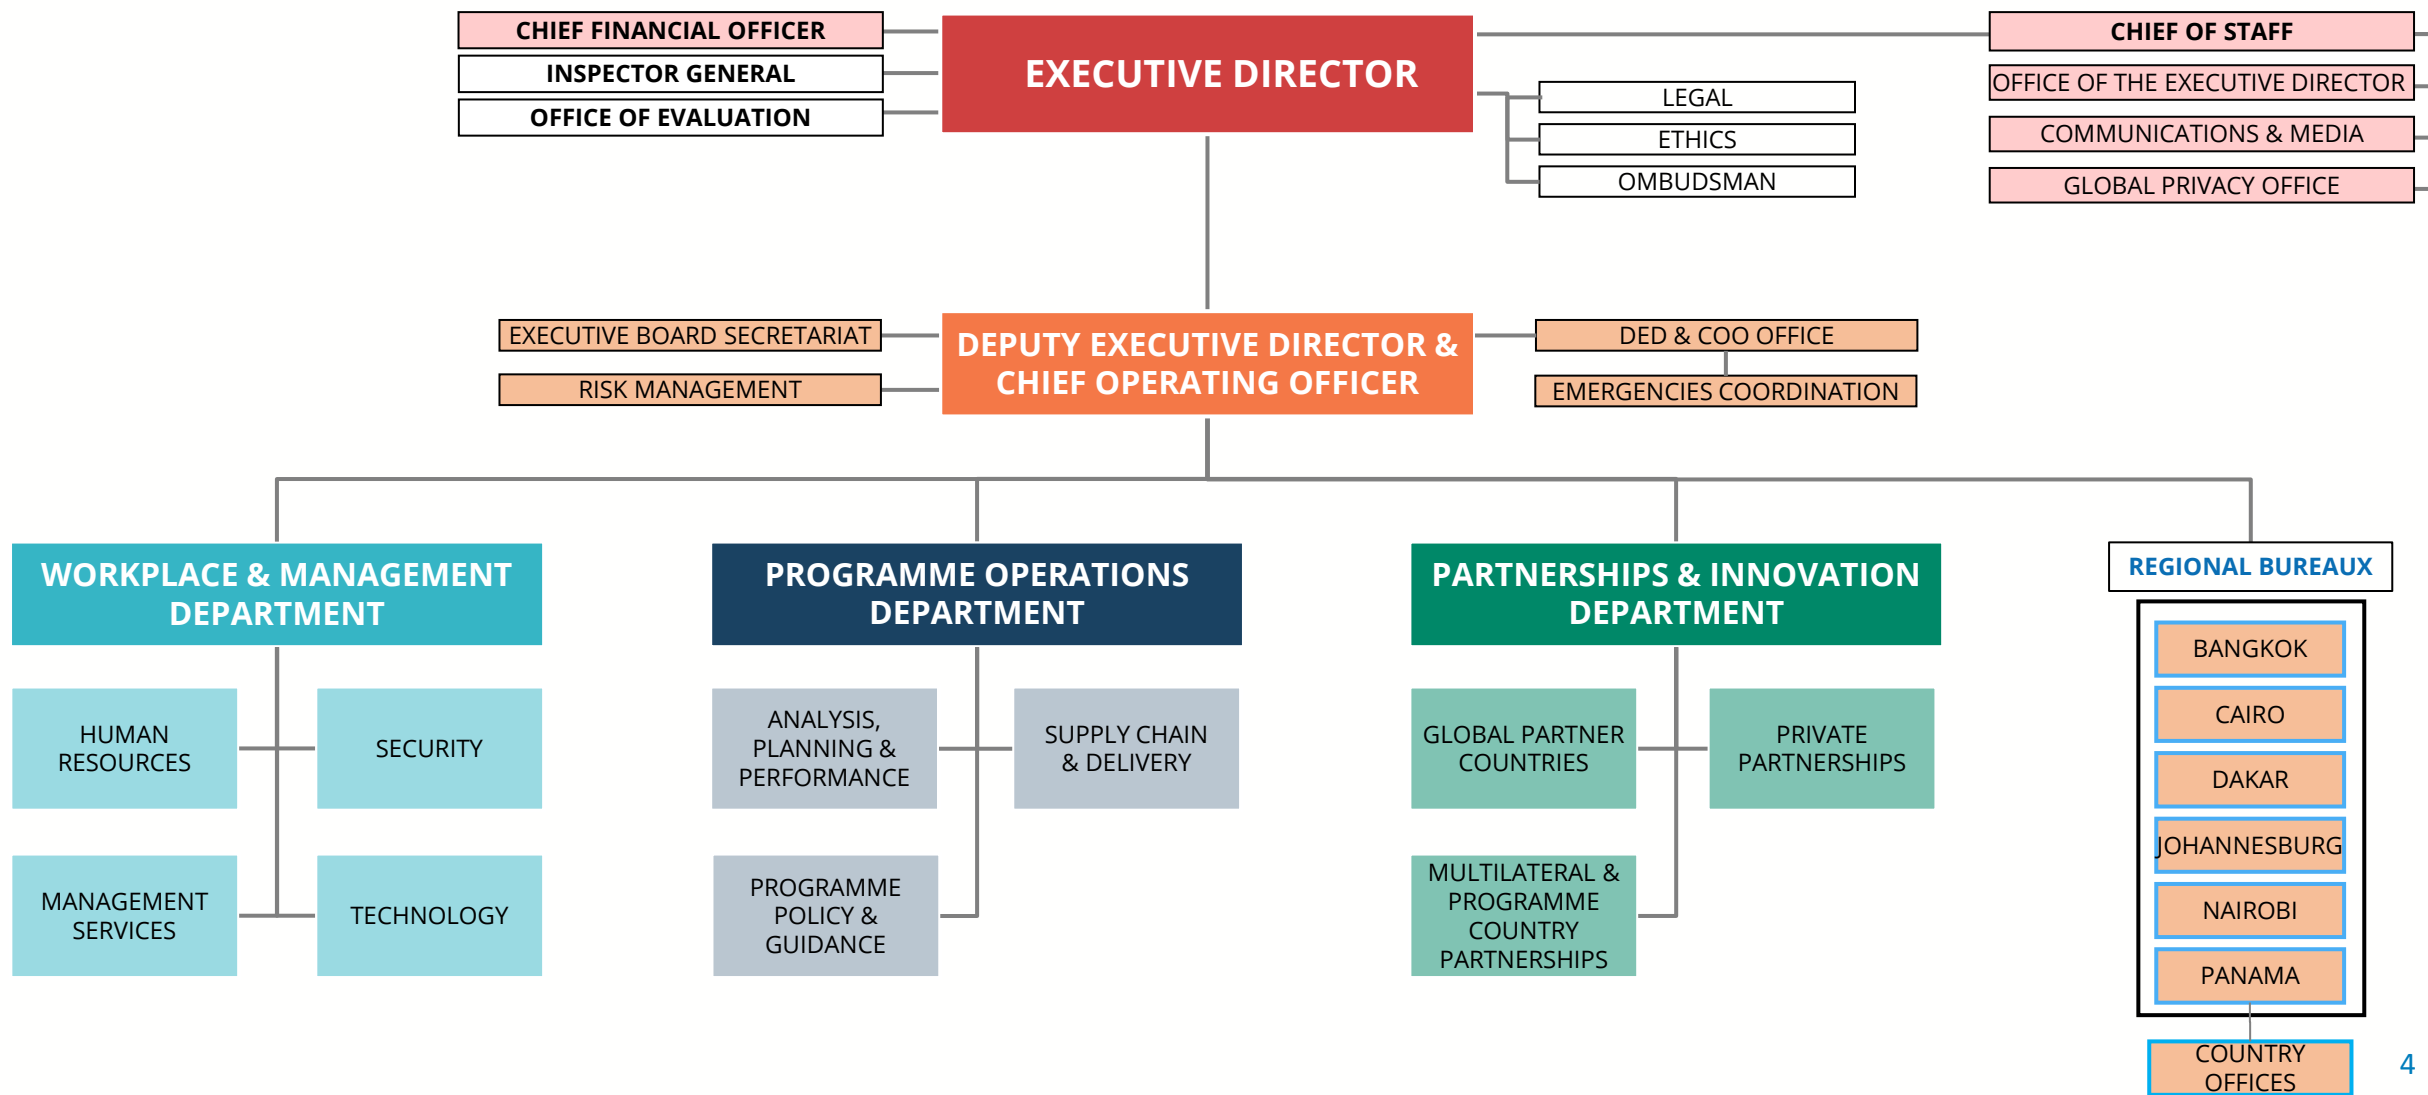 CHIEF FINANCIAL OFFICER
INSPECTOR GENERAL
OFFICE OF EVALUATION
EXECUTIVE DIRECTOR
LEGAL
ETHICS
OMBUDSMAN
CHIEF OF STAFF
OFFICE OF THE EXECUTIVE DIRECTOR
COMMUNICATIONS & MEDIA
GLOBAL PRIVACY OFFICE
EXECUTIVE BOARD SECRETARIAT
RISK MANAGEMENT
DEPUTY EXECUTIVE DIRECTOR &
CHIEF OPERATING OFFICER
DED & COO OFFICE
EMERGENCIES COORDINATION
WORKPLACE & MANAGEMENT
DEPARTMENT
HUMAN
RESOURCES
SECURITY
MANAGEMENT
SERVICES
TECHNOLOGY
PROGRAMME OPERATIONS
DEPARTMENT
ANALYSIS,
PLANNING &
PERFORMANCE
SUPPLY CHAIN
& DELIVERY
PROGRAMME
POLICY &
GUIDANCE
PARTNERSHIPS & INNOVATION
DEPARTMENT
GLOBAL PARTNER
COUNTRIES
PRIVATE
PARTNERSHIPS
MULTILATERAL &
PROGRAMME
COUNTRY
PARTNERSHIPS
REGIONAL BUREAUX
BANGKOK
CAIRO
DAKAR
JOHANNESBURG
NAIROBI
PANAMA
COUNTRY
OFFICES
4